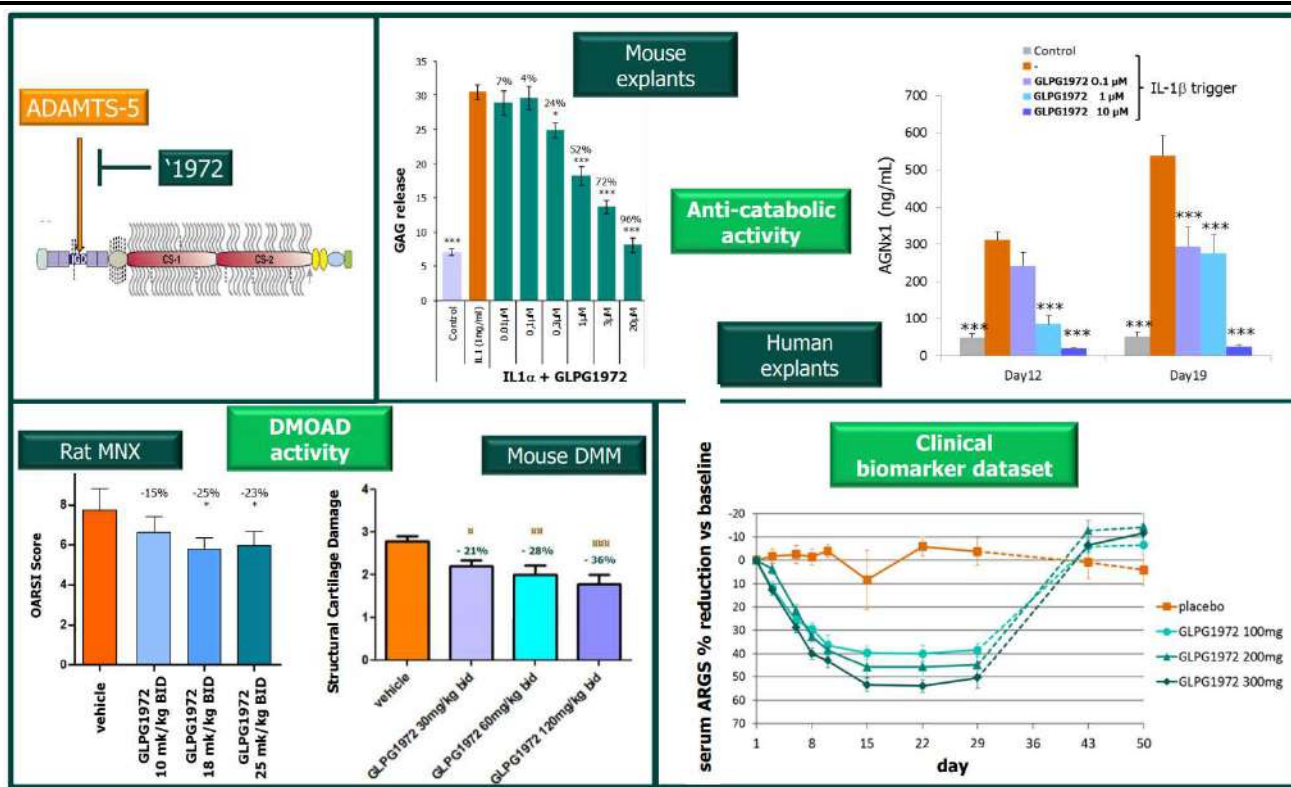 ADAMTS-5
`1972
IGD
CS-1
CS-2
Mouse
explants
GAG release
35
30
25
20
15
10
5
0
***
7%
4%
24%
*
52%
***
72%
***
96%
***
Control
IL1 (1ng/ml)
0,01µM
0,1µM
0,3µM
1µM
3µM
20µM
IL1α + GLPG1972
Anti-catabolic
activity
Human
explants
Control
-
GLPG1972 0.1 µM
GLPG1972 1 µM
GLPG1972 10 µM
IL-1β trigger
AGNx1 (ng/mL)
700
600
500
400
300
200
100
0
***
***
***
***
***
***
***
Day12
Day19
Rat MNX
DMOAD
activity
Mouse DMM
OARSI Score
8
6
4
2
0
-15%
-25%
*
-23%
*
vehicle
GLPG1972
10 mk/kg BID
GLPG1972
18 mk/kg BID
GLPG1972
25 mk/kg BID
Structural Cartilage Damage
4
3
2
1
0
- 21%
- 28%
- 36%
vehicle
GLPG1972 30mg/kg bid
GLPG1972 60mg/kg bid
GLPG1972 120mg/kg bid
Clinical
biomarker dataset
serum ARGS % reduction vs baseline
-20
-10
0
10
20
30
40
50
60
70
1
8
15
22
29
36
43
50
day
placebo
GLPG1972 100mg
GLPG1972 200mg
GLPG1972 300mg